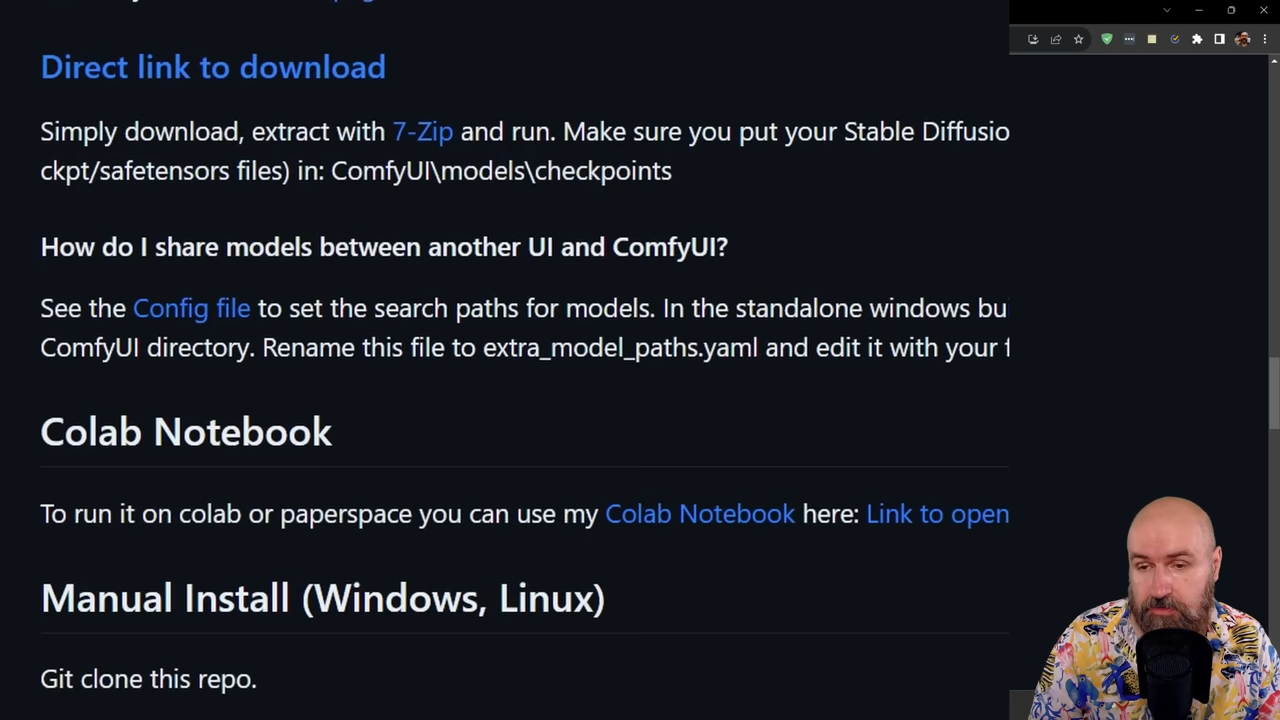 Direct link to download
Simply download, extract with 7-Zip and run. Make sure you put your Stable Diffusio
ckpt/safetensors files) in: ComfyUI\models\checkpoints
How do I share models between another UI and ComfyUI?
See the Config file to set the search paths for models. In the standalone windows bu
ComfyUI directory. Rename this file to extra_model_paths.yaml and edit it with your f
Colab Notebook
To run it on colab or paperspace you can use my Colab Notebook here: Link to open
Manual Install (Windows, Linux)
Git clone this repo.